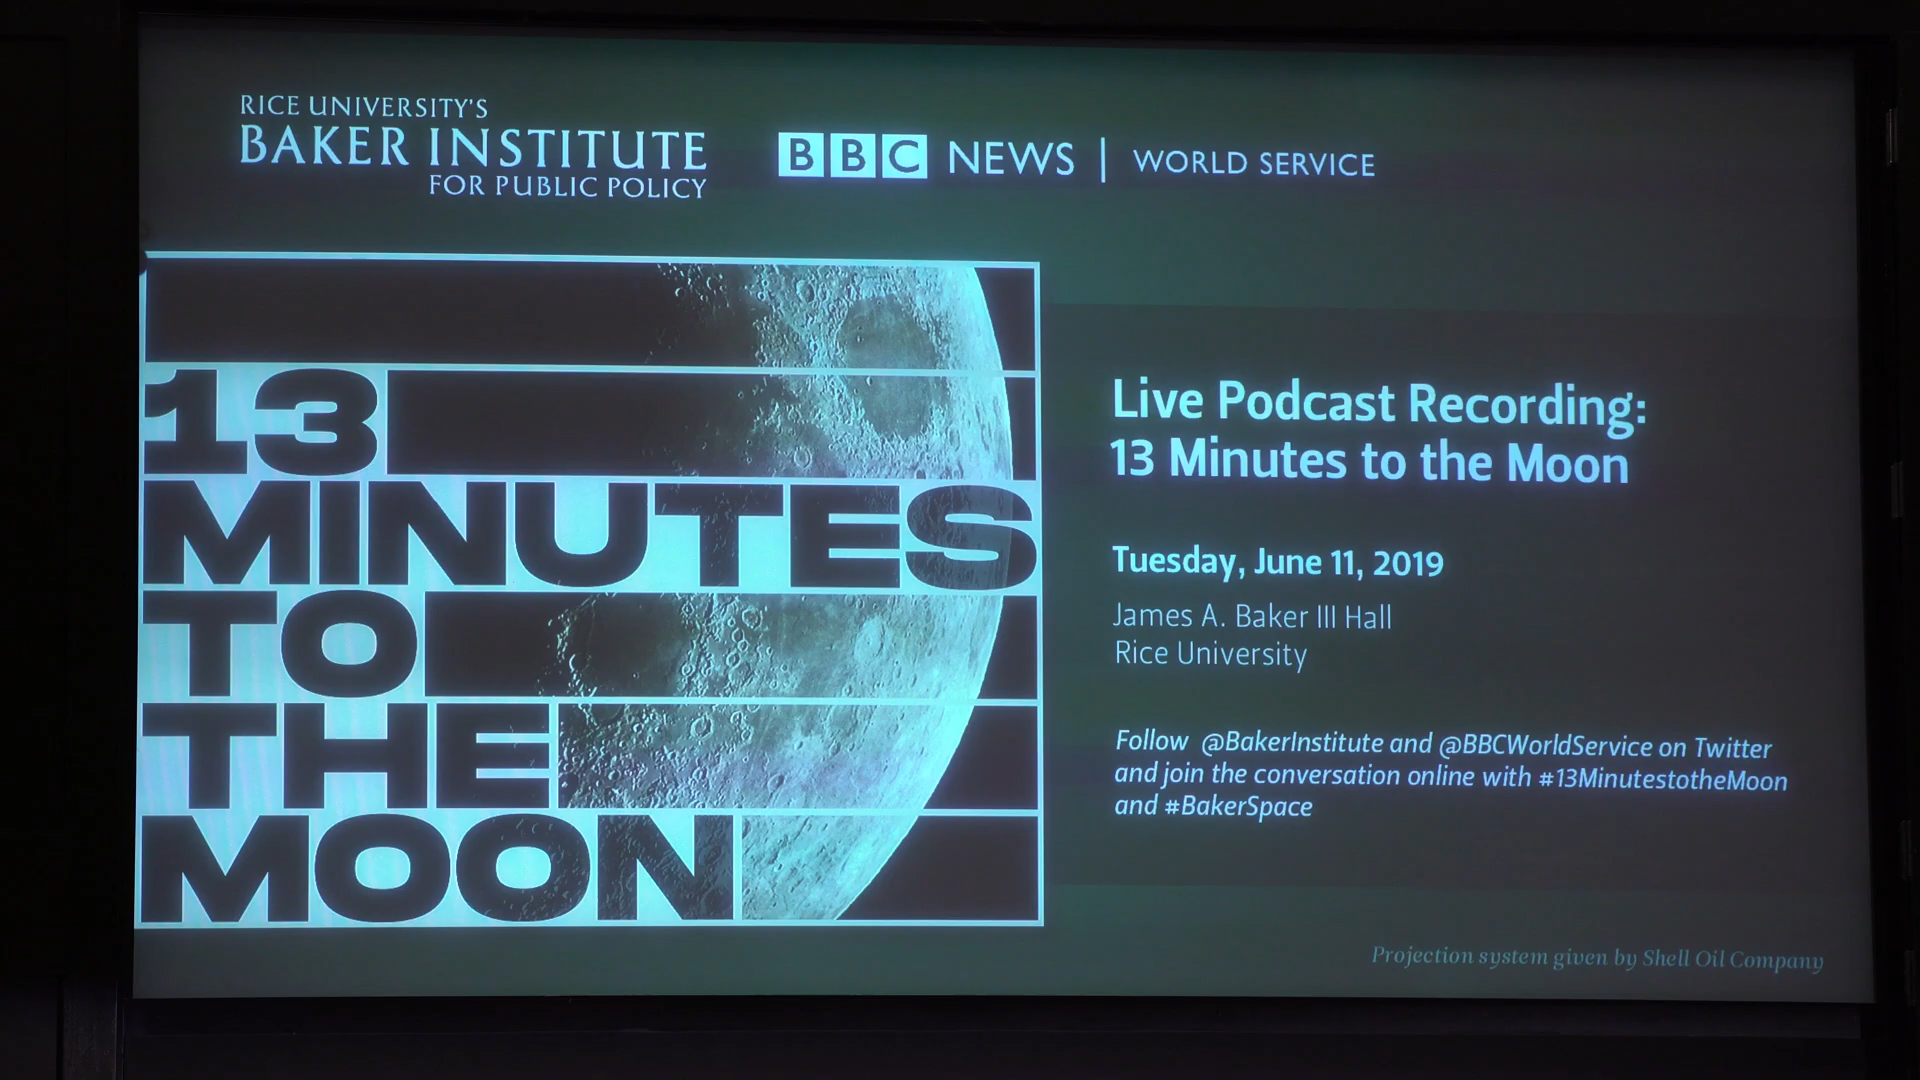 RICE UNIVERSITY'S
BAKER INSTITUTE
FOR PUBLIC POLICY
BBC NEWS | WORLD SERVICE
13
MINUTES
TO
THE
MOON
Live Podcast Recording:
13 Minutes to the Moon
Tuesday, June 11, 2019
James A. Baker III Hall
Rice University
Follow @BakerInstitute and @BBCWorldService on Twitter
and join the conversation online with #13MinutestotheMoon
and #BakerSpace
Projection system given by Shell Oil Company